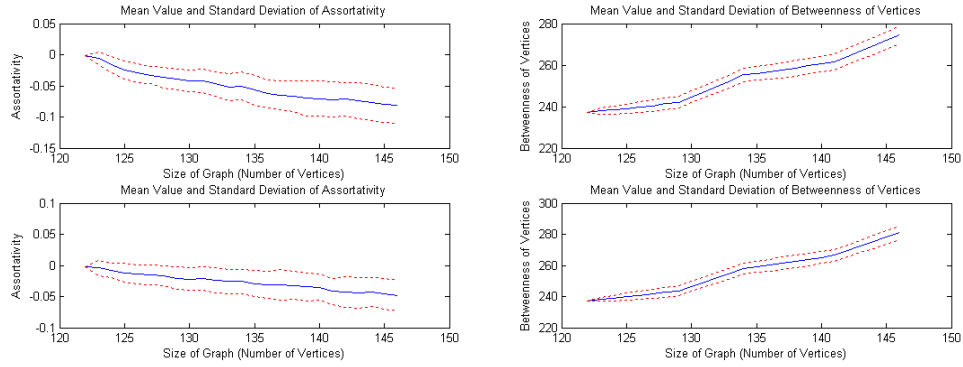 Mean Value and Standard Deviation of Assortativity
0.05
0
-0.05
-0.1
-0.15
Assortativity
120 125 130 135 140 145 150
Size of Graph (Number of Vertices)
Mean Value and Standard Deviation of Betweenness of Vertices
280
260
240
220
Betweenness of Vertices
120 125 130 135 140 145 150
Size of Graph (Number of Vertices)
Mean Value and Standard Deviation of Assortativity
0.1
0.05
0
-0.05
-0.1
Assortativity
120 125 130 135 140 145 150
Size of Graph (Number of Vertices)
Mean Value and Standard Deviation of Betweenness of Vertices
300
280
260
240
220
Betweenness of Vertices
120 125 130 135 140 145 150
Size of Graph (Number of Vertices)